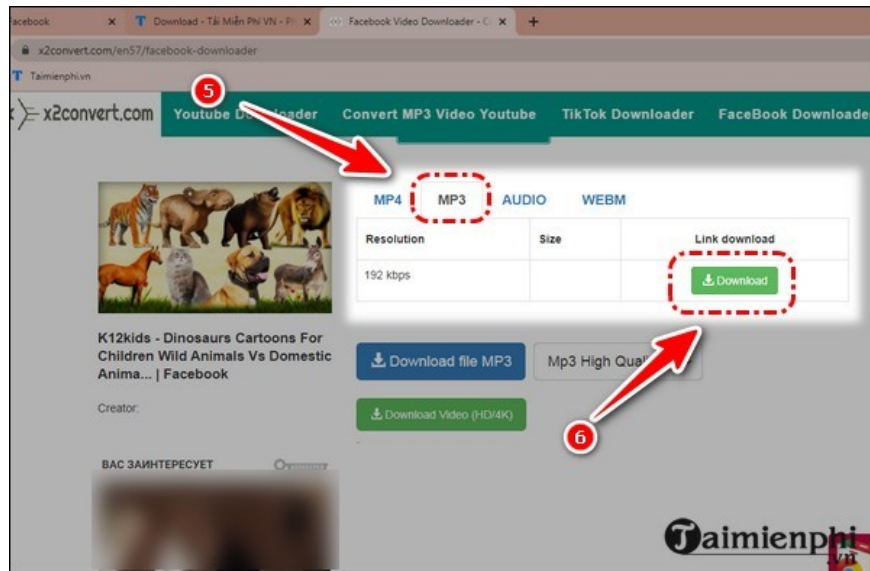 acebook
Download - Tải Miễn Phí VN - Ph
Facebook Video Downloader - C
x2convert.com/en57/facebook-downloader
Taimienphi.vn
x2convert.com
Youtube Downloader
Convert MP3 Video Youtube
TikTok Downloader
FaceBook Downloade
5
MP4
MP3
AUDIO
WEBM
Resolution
Size
Link download
192 kbps
Download
K12kids - Dinosaurs Cartoons For
Children Wild Animals Vs Domestic
Anima... | Facebook
Download file MP3
Mp3 High Qual
Creator:
Download Video (HD/4K)
6
ВАС ЗАИНТЕРЕСУЕТ
Taimienphi
.vn